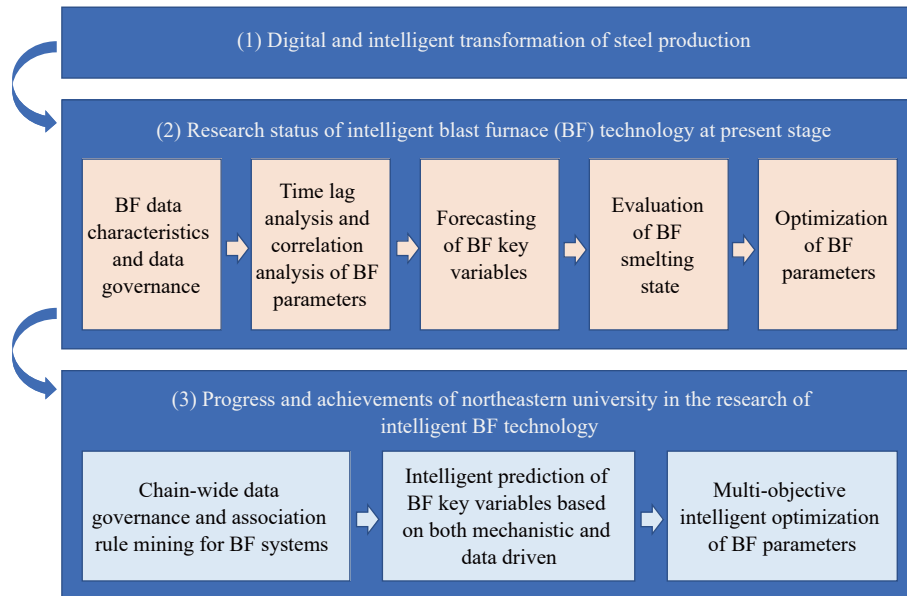 (1) Digital and intelligent transformation of steel production
(2) Research status of intelligent blast furnace (BF) technology at present stage
BF data
characteristics
and data
governance
Time lag
analysis and
correlation
analysis of BF
parameters
Forecasting
of BF key
variables
Evaluation
of BF
smelting
state
Optimization
of BF
parameters
(3) Progress and achievements of northeastern university in the research of
intelligent BF technology
Chain-wide data
governance and association
rule mining for BF systems
Intelligent prediction of
BF key variables based
on both mechanistic and
data driven
Multi-objective
intelligent optimization
of BF parameters